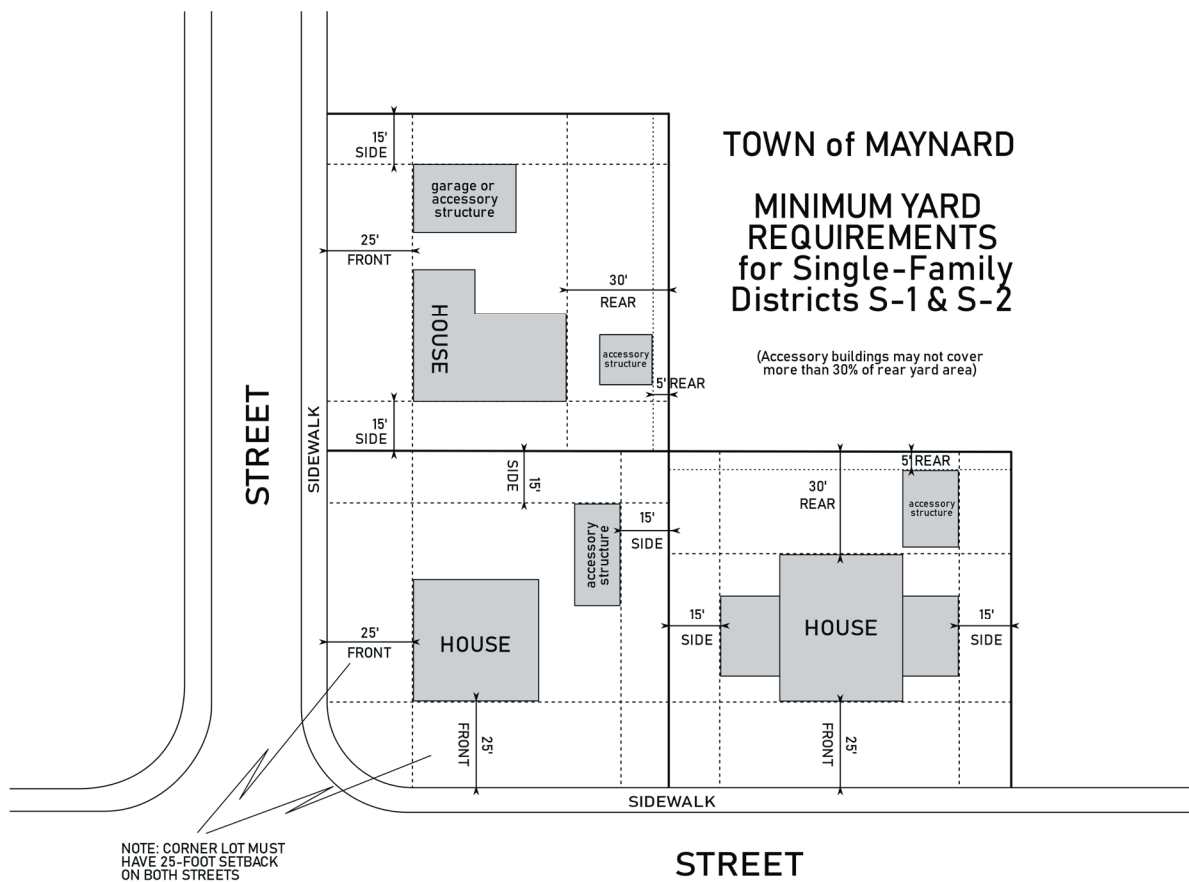 TOWN of MAYNARD
MINIMUM YARD
REQUIREMENTS
for Single-Family
Districts S-1 & S-2
(Accessory buildings may not cover
more than 30% of rear yard area)
15'
SIDE
garage or
accessory
structure
25'
FRONT
30'
REAR
HOUSE
accessory
structure
5' REAR
15'
SIDE
STREET
SIDEWALK
15'
SIDE
accessory
structure
15'
SIDE
25'
FRONT
HOUSE
25'
FRONT
5' REAR
30'
REAR
accessory
structure
15'
SIDE
HOUSE
15'
SIDE
25'
FRONT
SIDEWALK
NOTE: CORNER LOT MUST
HAVE 25-FOOT SETBACK
ON BOTH STREETS
STREET